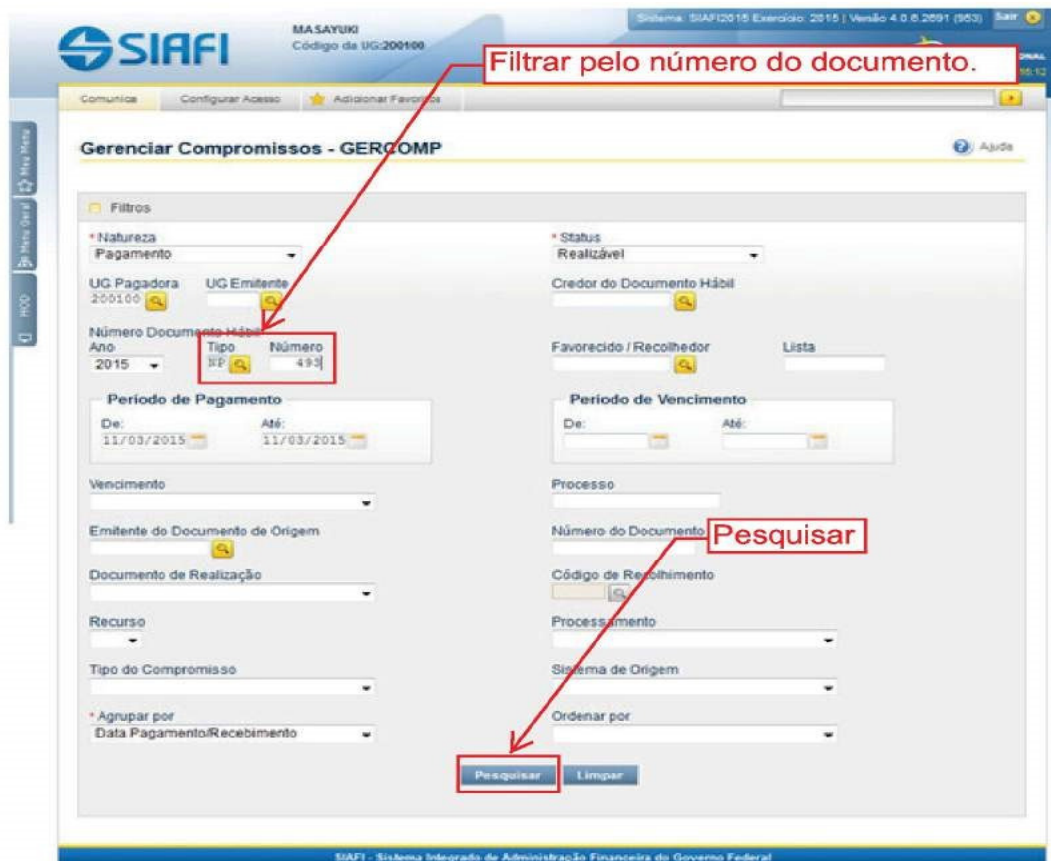 Sistema: SIAFI2015 Exercício: 2015 | Versão 4.0.6.2691 (953) Sair
SIAFI
MASAYUKI
Código da UG:200100
Filtrar pelo número do documento.
Comunica Configurar Acesso Adicionar Favoritos
Gerenciar Compromissos - GERCOMP
Ajuda
Meu Menu
Menu Geral
HOD
Filtros
* Natureza
Pagamento
* Status
Realizável
UG Pagadora UG Emitente
200100
Credor do Documento Hábil
Número Documento Hábil
Ano Tipo Número
2015 NP 493
Favorecido / Recolhedor Lista
Período de Pagamento
De: Até:
11/03/2015 11/03/2015
Período de Vencimento
De: Até:
Vencimento
Processo
Emitente do Documento de Origem
Número do Documento
Pesquisar
Documento de Realização
Código de Recolhimento
Recurso
Processamento
Tipo do Compromisso
Sistema de Origem
* Agrupar por
Data Pagamento/Recebimento
Ordenar por
Pesquisar Limpar
SIAFI - Sistema Integrado de Administração Financeira do Governo Federal